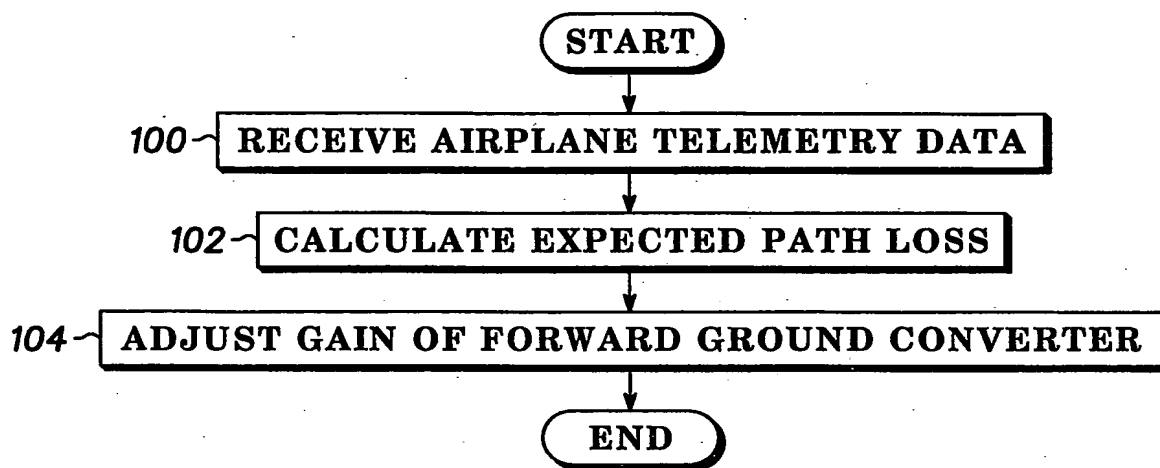 START
100 RECEIVE AIRPLANE TELEMETRY DATA
102 CALCULATE EXPECTED PATH LOSS
104 ADJUST GAIN OF FORWARD GROUND CONVERTER
END